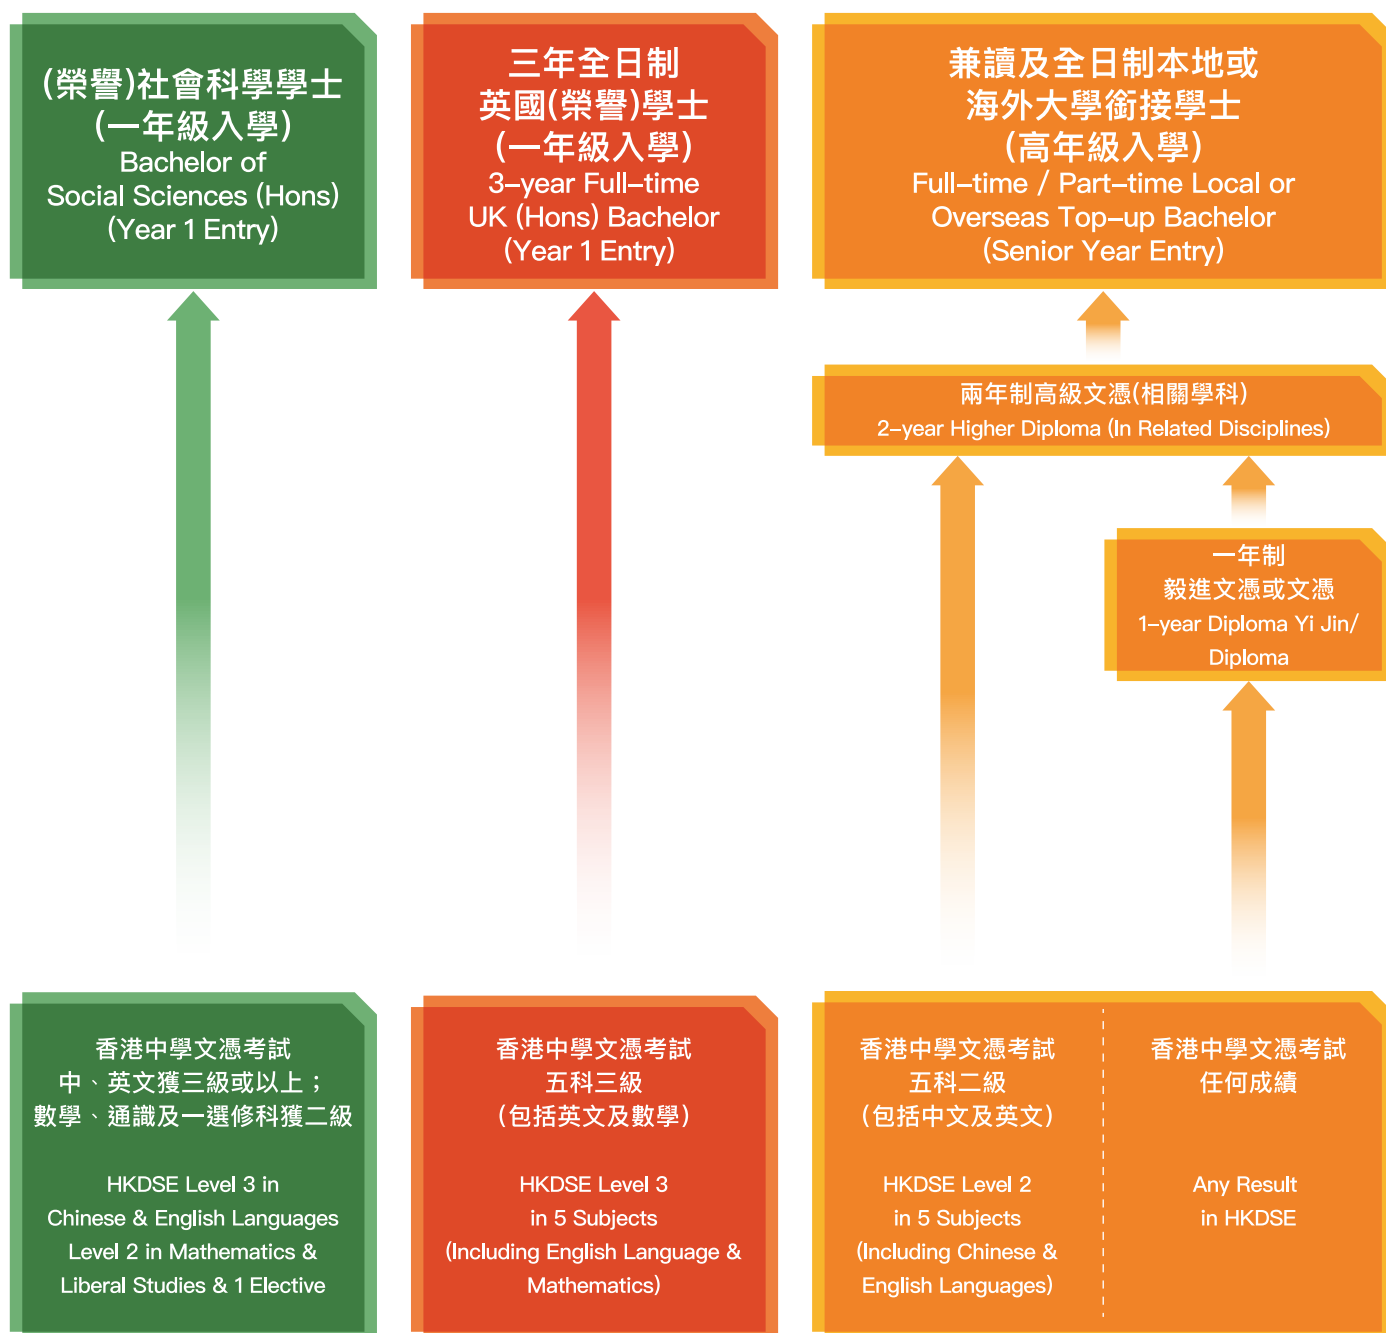 (榮譽)社會科學學士
(一年級入學)
Bachelor of
Social Sciences (Hons)
(Year 1 Entry)
三年全日制
英國(榮譽)學士
(一年級入學)
3-year Full-time
UK (Hons) Bachelor
(Year 1 Entry)
兼讀及全日制本地或
海外大學銜接學士
(高年級入學)
Full-time / Part-time Local or
Overseas Top-up Bachelor
(Senior Year Entry)
兩年制高級文憑(相關學科)
2-year Higher Diploma (In Related Disciplines)
一年制
毅進文憑或文憑
1-year Diploma Yi Jin/
Diploma
香港中學文憑考試
中、英文獲三級或以上；
數學、通識及一選修科獲二級
HKDSE Level 3 in
Chinese & English Languages
Level 2 in Mathematics &
Liberal Studies & 1 Elective
香港中學文憑考試
五科三級
(包括英文及數學)
HKDSE Level 3
in 5 Subjects
(Including English Language &
Mathematics)
香港中學文憑考試
五科二級
(包括中文及英文)
HKDSE Level 2
in 5 Subjects
(Including Chinese &
English Languages)
香港中學文憑考試
任何成績
Any Result
in HKDSE